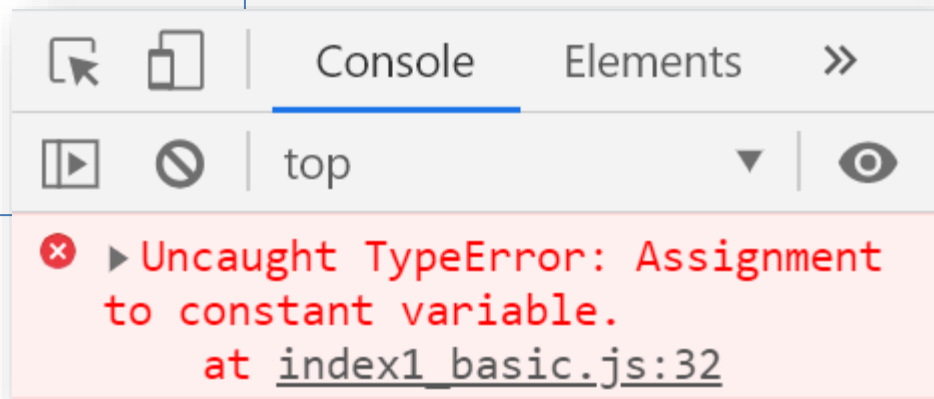 Console Elements »
top
Uncaught TypeError: Assignment
to constant variable.
at index1_basic.js:32